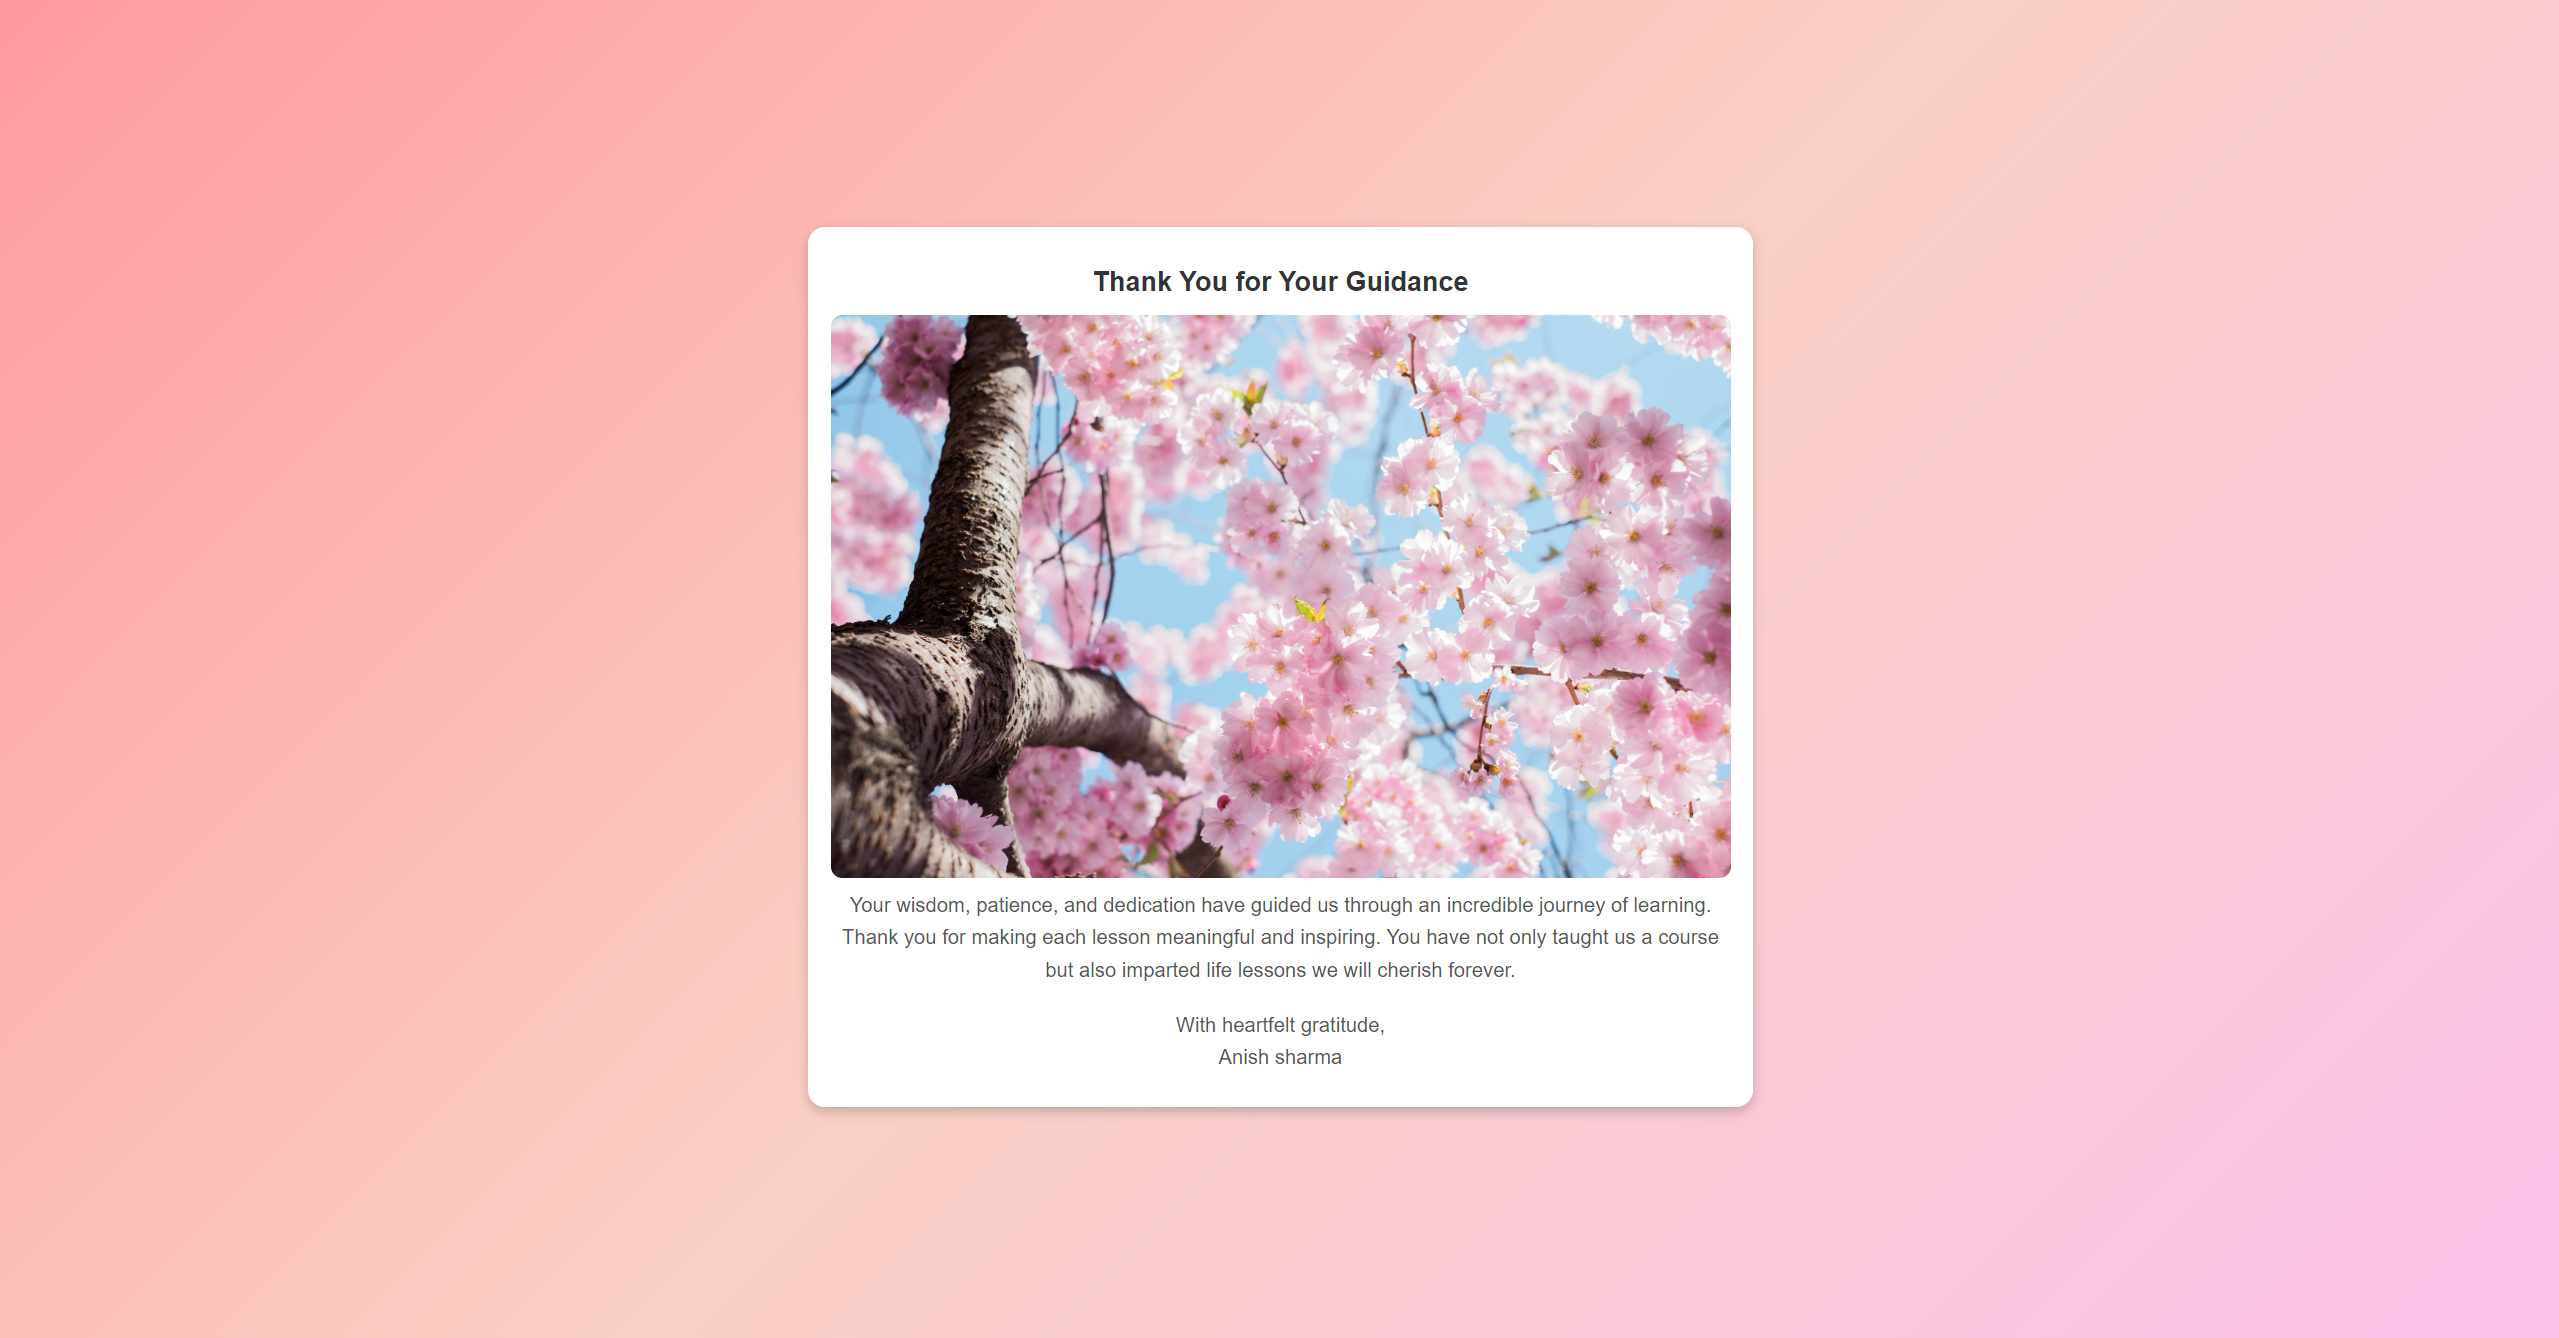 Thank You for Your Guidance
Your wisdom, patience, and dedication have guided us through an incredible journey of learning.
Thank you for making each lesson meaningful and inspiring. You have not only taught us a course
but also imparted life lessons we will cherish forever.
With heartfelt gratitude,
Anish sharma